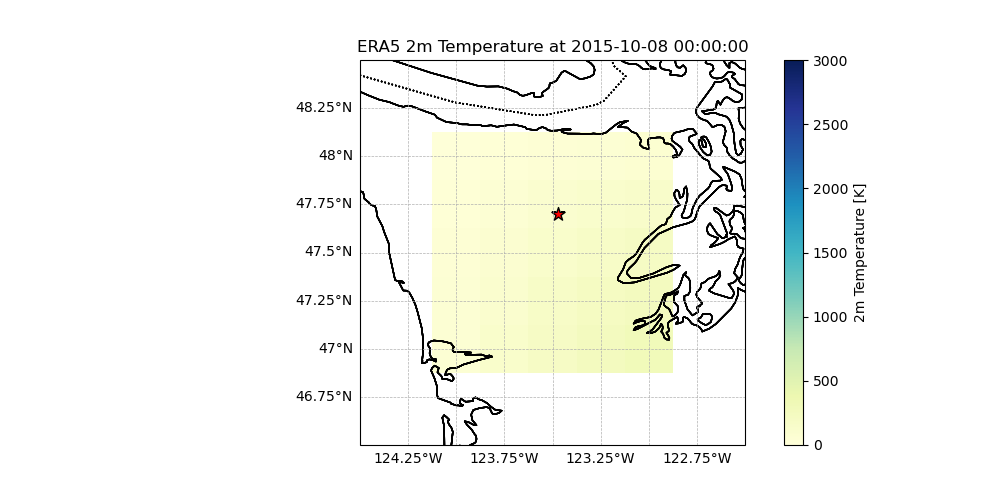 ERA5 2m Temperature at 2015-10-08 00:00:00
48.25°N
48°N
47.75°N
47.5°N
47.25°N
47°N
46.75°N
124.25°W 123.75°W 123.25°W 122.75°W
3000
2500
2000
1500
1000
500
0
2m Temperature [K]